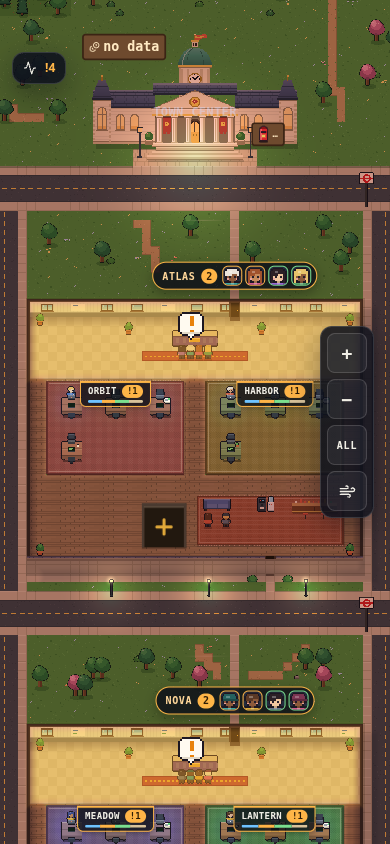 no data
!4
ATLAS 2
!
ORBIT !1
HARBOR !1
+
−
ALL
+
NOVA 2
!
MEADOW !1
LANTERN !1